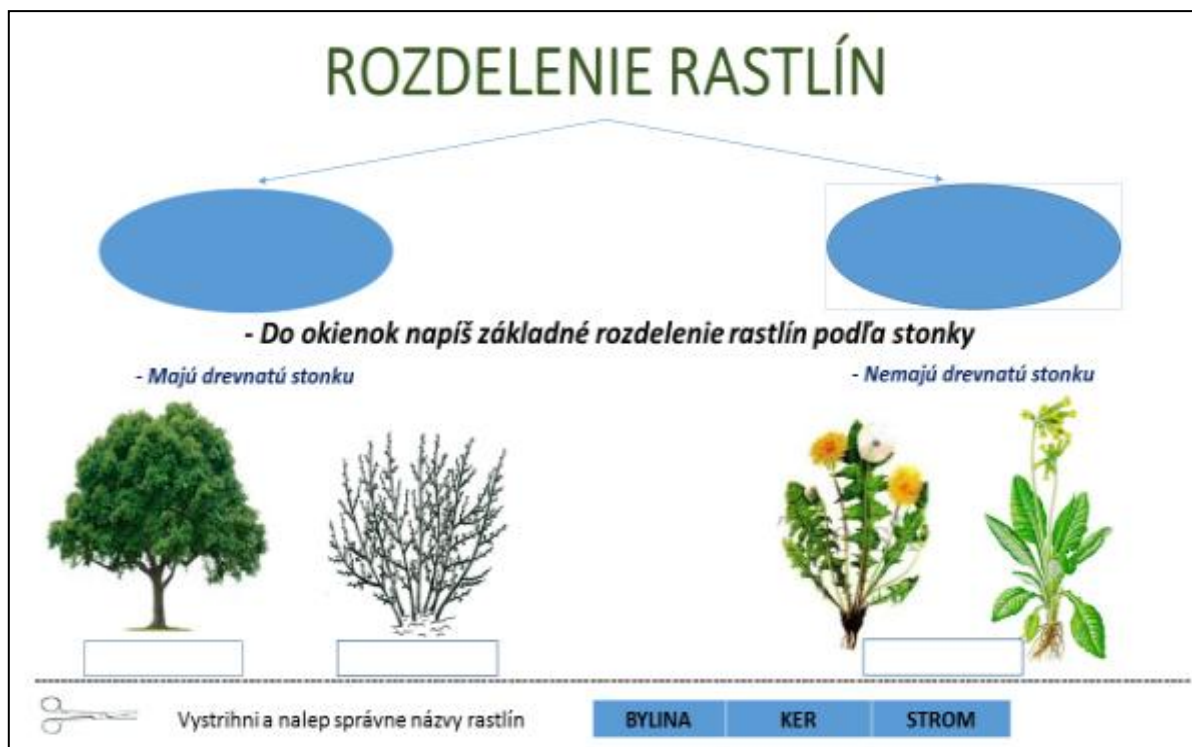 ROZDELENIE RASTLÍN
- Do okienok napíš základné rozdelenie rastlín podľa stonky
- Majú drevnatú stonku
- Nemajú drevnatú stonku
Vystrihni a nalep správne názvy rastlín
BYLINA KER STROM